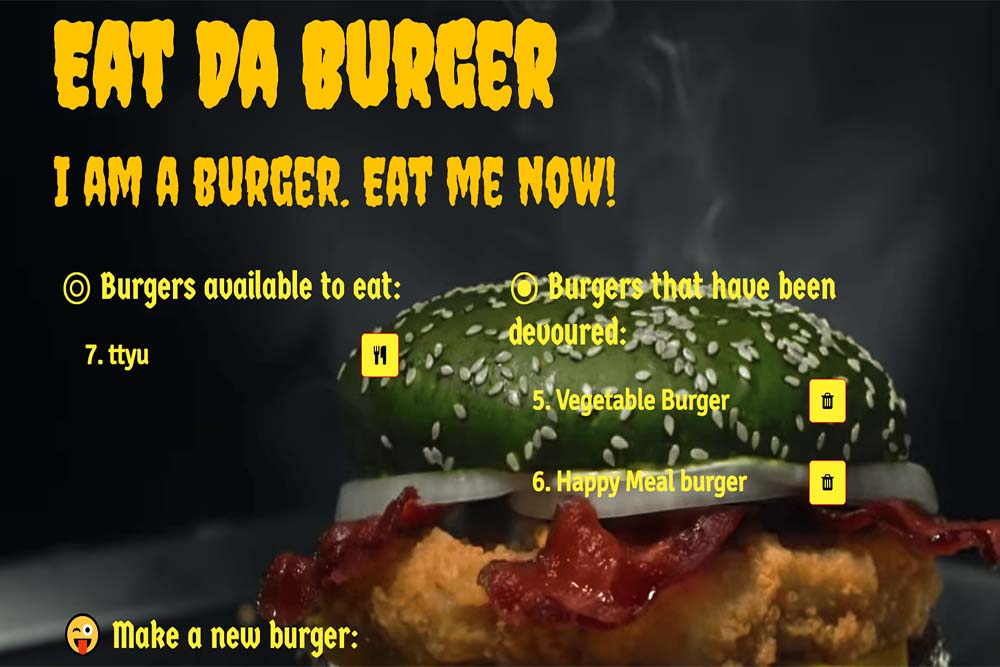 EAT DA BURGER
I AM A BURGER. EAT ME NOW!
Burgers available to eat:
7. ttyu
Burgers that have been
devoured:
5. Vegetable Burger
6. Happy Meal burger
Make a new burger: